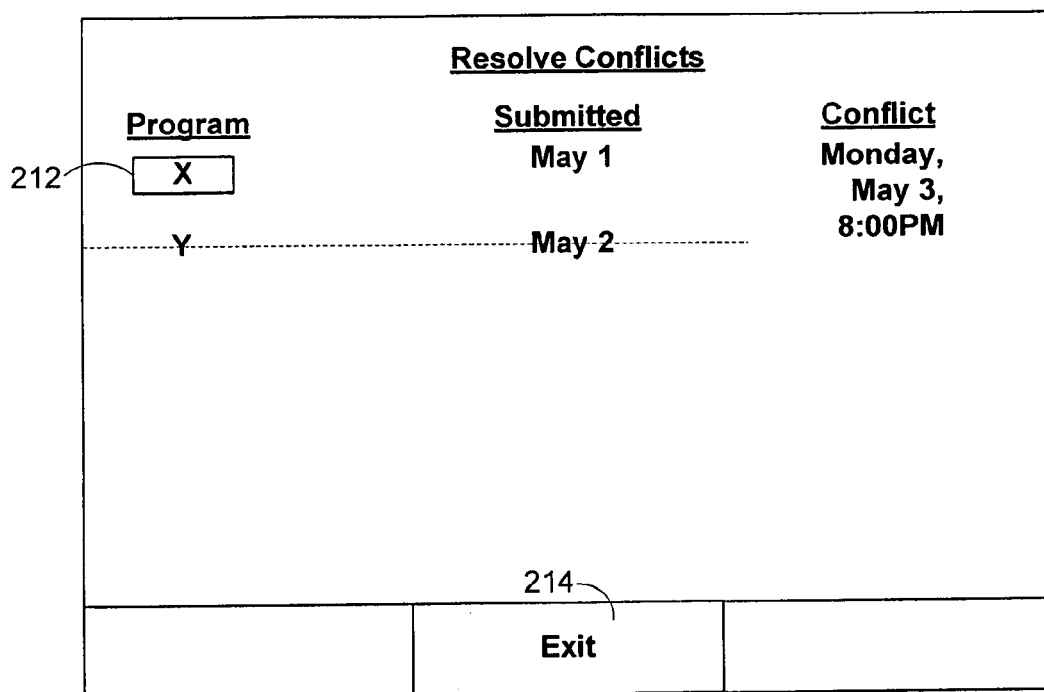 Resolve Conflicts
Program Submitted Conflict
212 X May 1 Monday,
May 3,
8:00PM
Y May 2
214
Exit